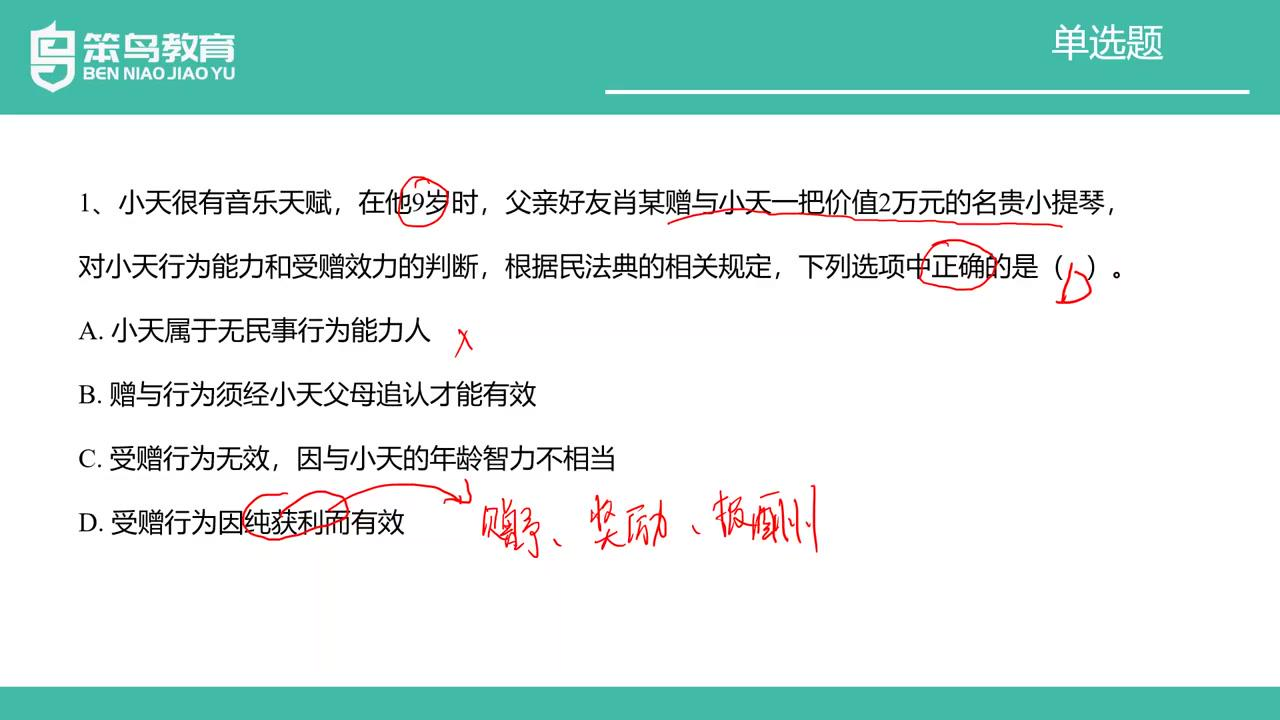 笨鸟教育
BEN NIAO JIAO YU
单选题
1、小天很有音乐天赋，在他9岁时，父亲好友肖某赠与小天一把价值2万元的名贵小提琴，
对小天行为能力和受赠效力的判断，根据民法典的相关规定，下列选项中正确的是（D）。
A. 小天属于无民事行为能力人 ×
B. 赠与行为须经小天父母追认才能有效
C. 受赠行为无效，因与小天的年龄智力不相当
D. 受赠行为因纯获利而有效
赠予、奖励、报酬